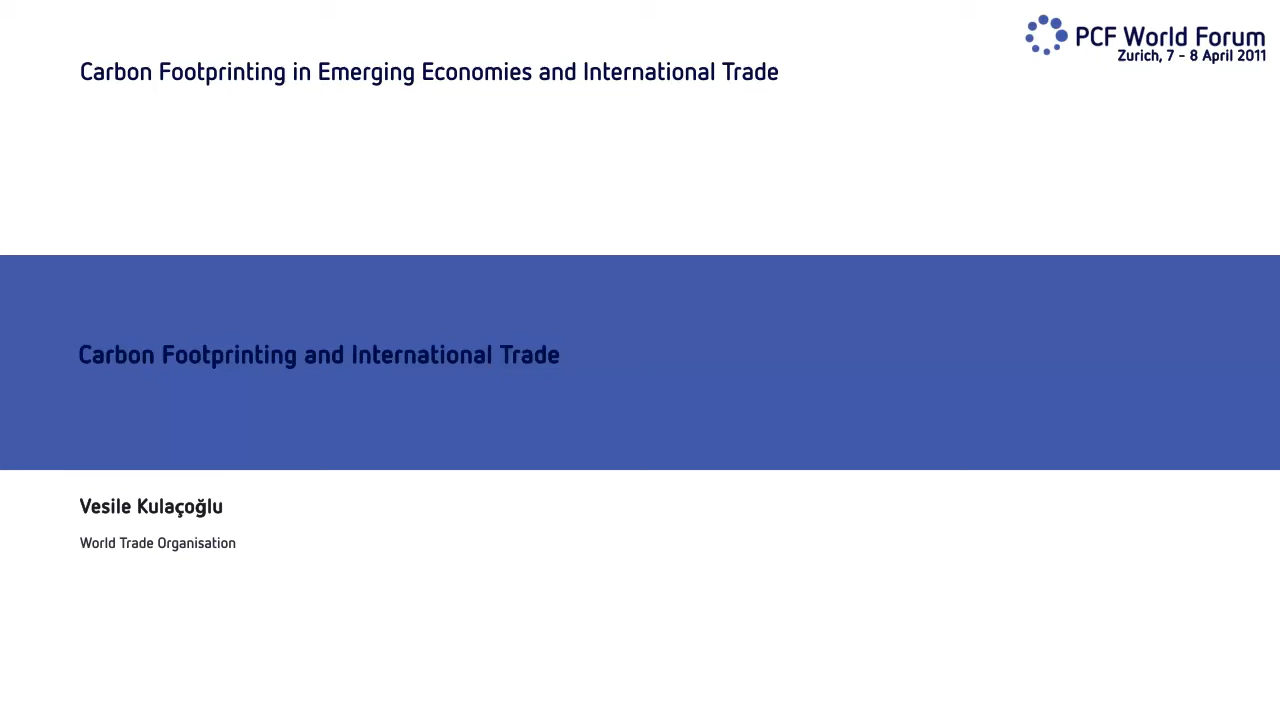 PCF World Forum
Zurich, 7 - 8 April 2011
Carbon Footprinting in Emerging Economies and International Trade
Carbon Footprinting and International Trade
Vesile Kulaçoğlu
World Trade Organisation